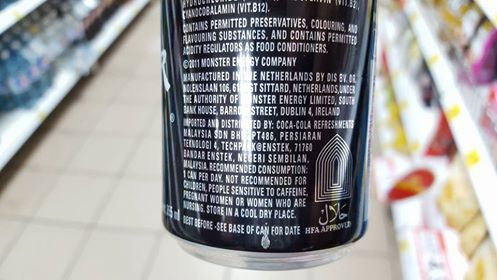 CYANOCOBALAMIN (VIT.B12).
CONTAINS PERMITTED PRESERVATIVES, COLOURING, AND
FLAVOURING SUBSTANCES, AND CONTAINS PERMITTED
ACIDITY REGULATORS AS FOOD CONDITIONERS.
©2011 MONSTER ENERGY COMPANY
MANUFACTURED IN THE NETHERLANDS BY DIS BV. OR.
NOLENSLAAN 106, SITTARD, NETHERLANDS,UNDER
THE AUTHORITY OF MONSTER ENERGY LIMITED, SOUTH
BANK HOUSE, BARROW STREET, DUBLIN 4, IRELAND
IMPORTED AND DISTRIBUTED BY: COCA-COLA REFRESHMENTS
MALAYSIA SDN BHD, PT486, PERSIARAN
TEKNOLOGI 4, TECHPARK@ENSTEK, 71760
BANDAR ENSTEK, NEGERI SEMBILAN,
MALAYSIA. RECOMMENDED CONSUMPTION:
1 CAN PER DAY. NOT RECOMMENDED FOR
CHILDREN, PEOPLE SENSITIVE TO CAFFEINE.
PREGNANT WOMEN OR WOMEN WHO ARE
NURSING. STORE IN A COOL DRY PLACE.
BEST BEFORE -SEE BASE OF CAN FOR DATE
حلال
HFA APPROVED
R
®